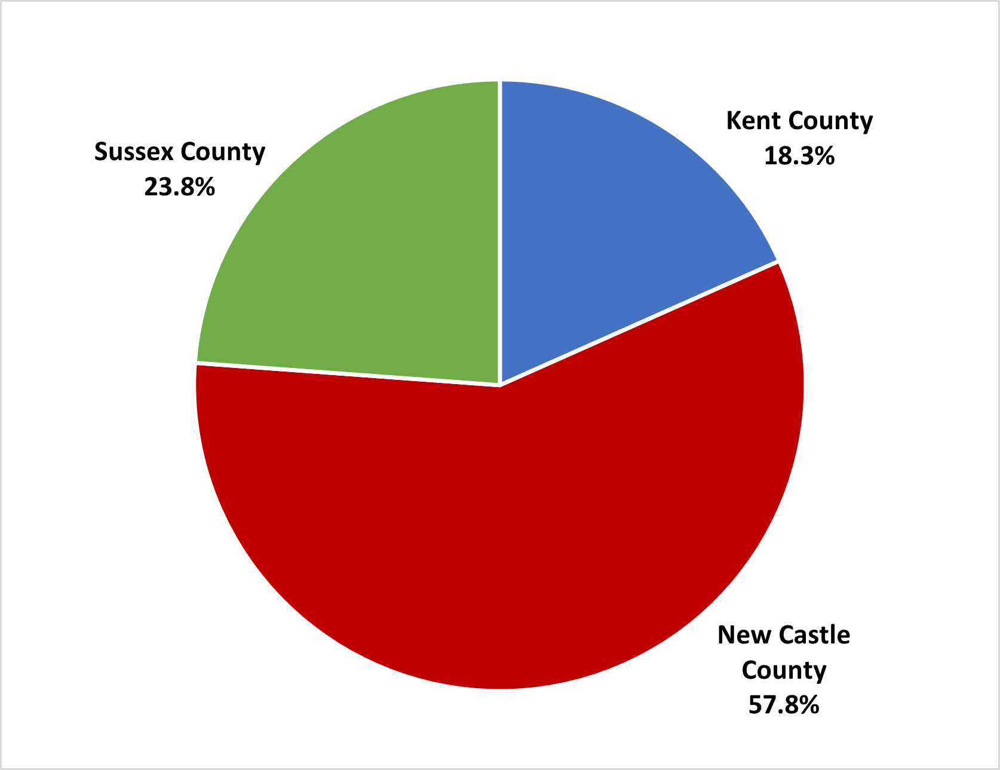 Kent County
18.3%
Sussex County
23.8%
New Castle
County
57.8%